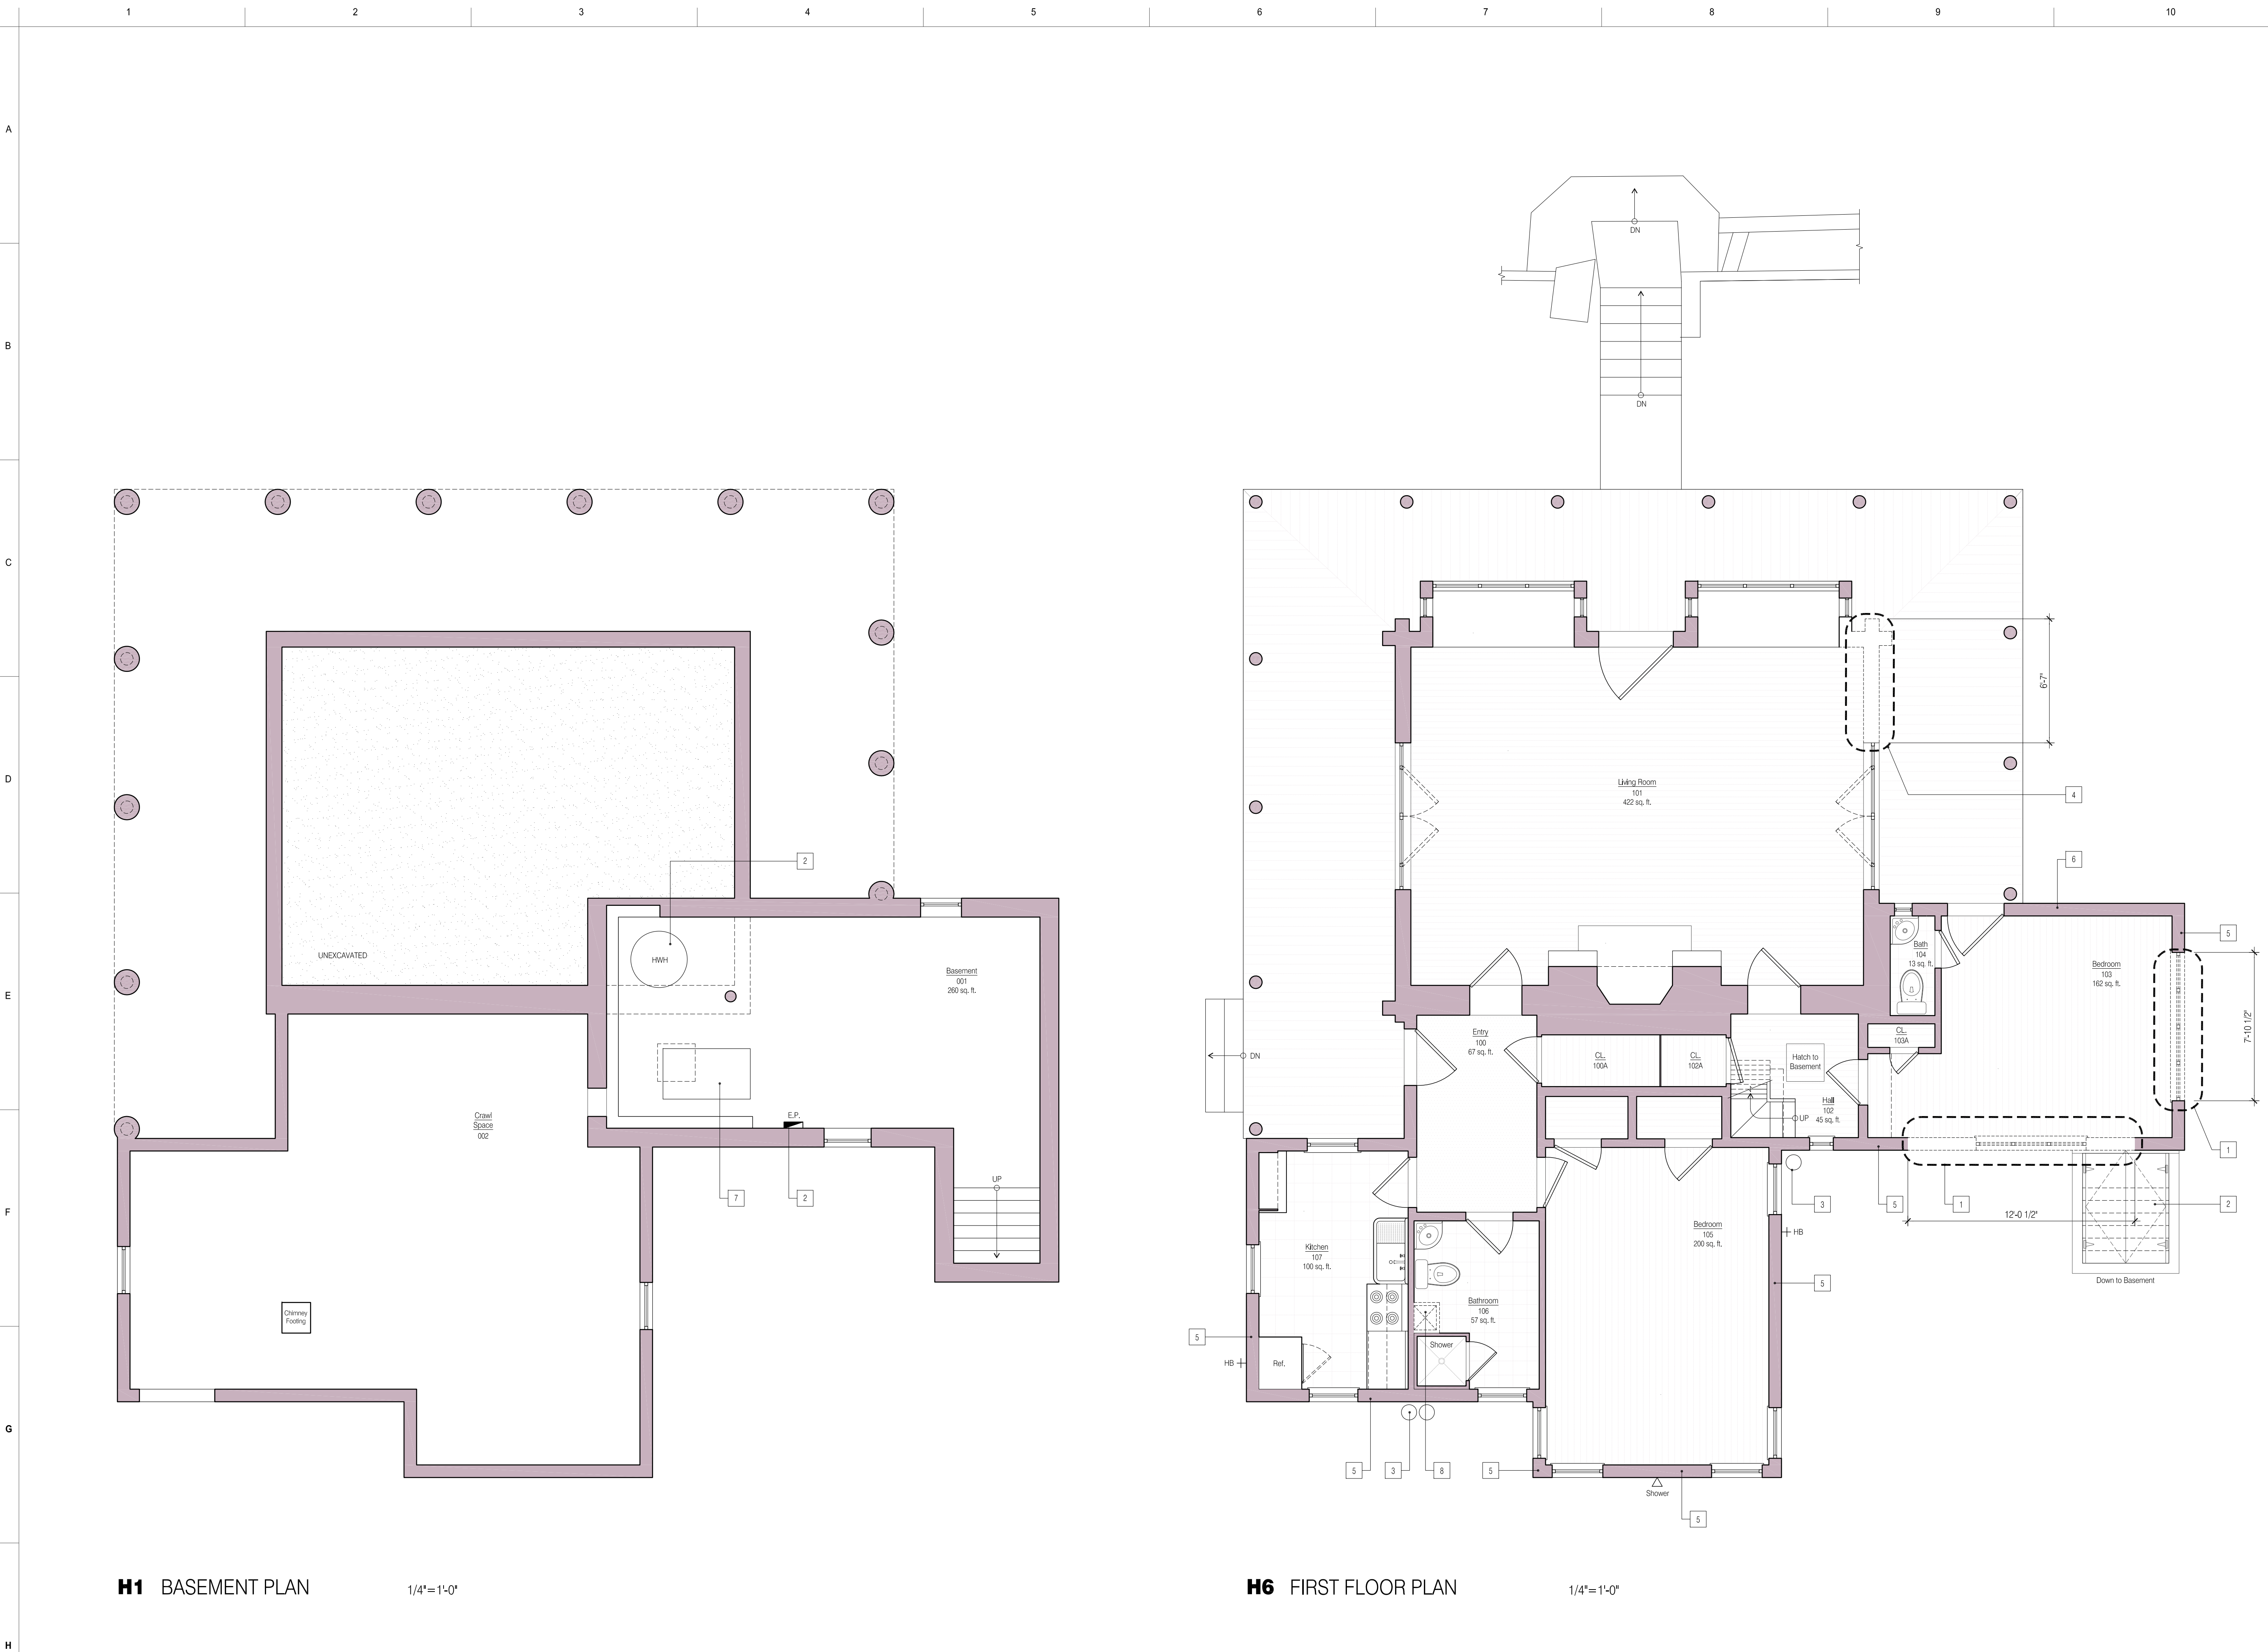 1 2 3 4 5 6 7 8 9 10
A
B
C
D
E
F
G
H
2
UNEXCAVATED
HWH
Basement
001
260 sq. ft.
E.P.
Crawl
Space
002
7
2
UP
Chimney
Footing
H1 BASEMENT PLAN 1/4"=1'-0"
DN
DN
6'-7"
Living Room
101
422 sq. ft.
4
6
5
Bath
104
13 sq. ft.
Bedroom
103
162 sq. ft.
7'-10 1/2"
Entry
100
67 sq. ft.
CL.
103A
DN
CL.
100A
CL.
102A
Hatch to
Basement
Hall
102
45 sq. ft.
UP
1
3
5
1
2
12'-0 1/2"
HB
Kitchen
107
100 sq. ft.
Bedroom
105
200 sq. ft.
Down to Basement
5
Bathroom
106
57 sq. ft.
5
Shower
HB
Ref.
5
3
8
5
Shower
5
H6 FIRST FLOOR PLAN 1/4"=1'-0"